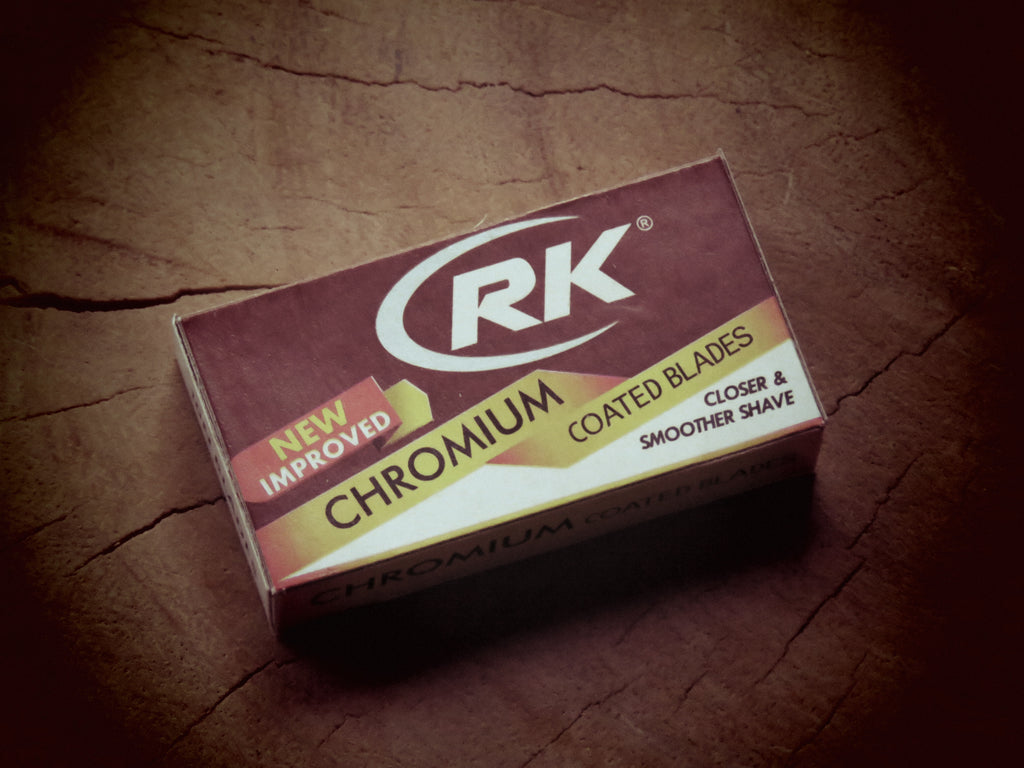 RK®
NEW
IMPROVED
CHROMIUM
COATED BLADES
CLOSER &
SMOOTHER SHAVE
CHROMIUM COATED BLADES